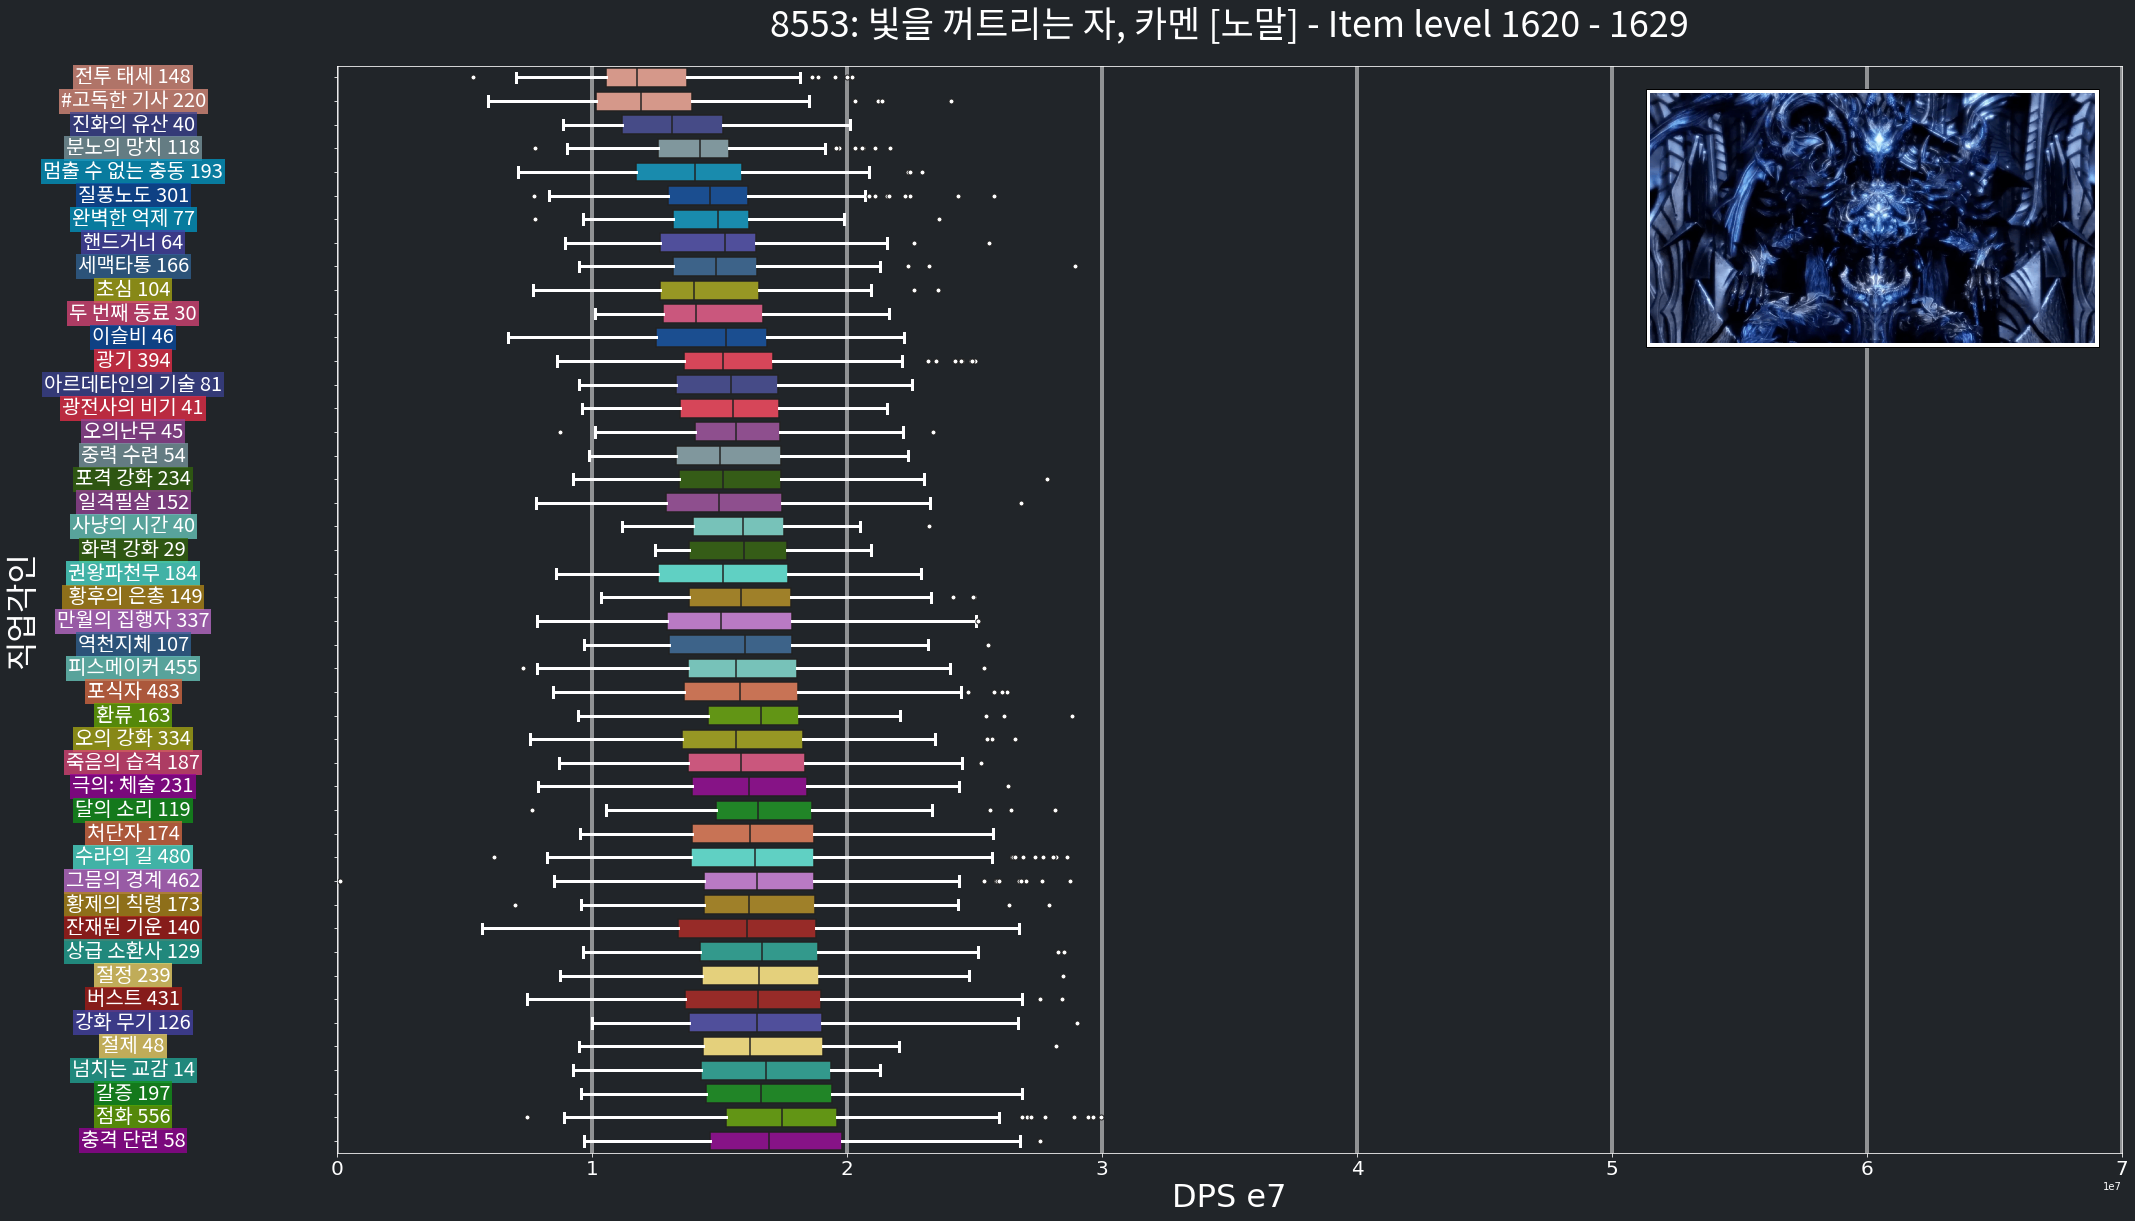 8553: 빛을 꺼트리는 자, 카멘 [노말] - Item level 1620 - 1629
전투 태세 148
#고독한 기사 220
진화의 유산 40
분노의 망치 118
멈출 수 없는 충동 193
질풍노도 301
완벽한 억제 77
핸드거너 64
세맥타통 166
초심 104
두 번째 동료 30
이슬비 46
광기 394
아르데타인의 기술 81
광전사의 비기 41
오의난무 45
중력 수련 54
포격 강화 234
일격필살 152
사냥의 시간 40
화력 강화 29
권왕파천무 184
황후의 은총 149
만월의 집행자 337
역천지체 107
피스메이커 455
포식자 483
환류 163
오의 강화 334
죽음의 습격 187
극의: 체술 231
달의 소리 119
처단자 174
수라의 길 480
그믐의 경계 462
황제의 칙령 173
잔재된 기운 140
상급 소환사 129
절정 239
버스트 431
강화 무기 126
절제 48
넘치는 교감 14
갈증 197
점화 556
충격 단련 58
직업각인
0 1 2 3 4 5 6 7
1e7
DPS e7